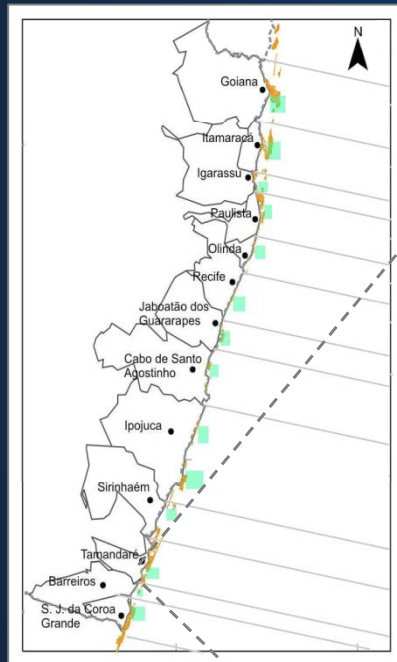 N
Goiana
Itamaracá
Igarassu
Paulista
Olinda
Recife
Jaboatão dos
Guararapes
Cabo de Santo
Agostinho
Ipojuca
Sirinhaém
Tamandaré
Barreiros
S. J. da Coroa
Grande